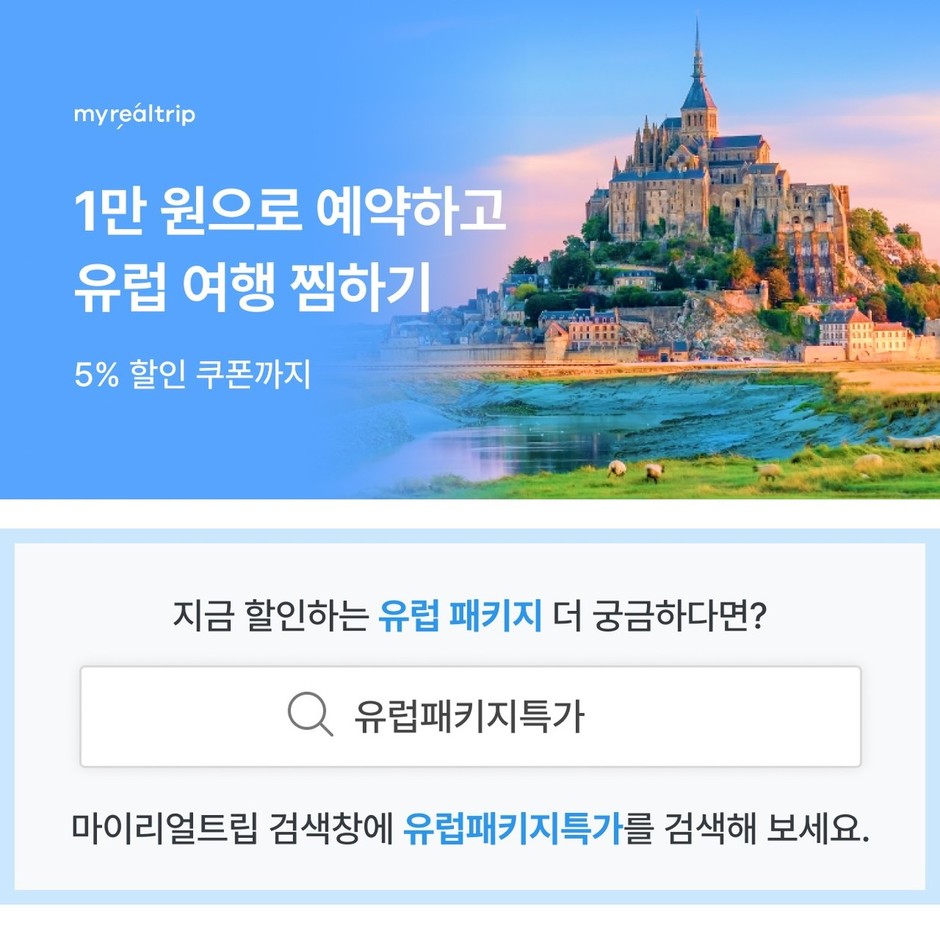 myrealtrip
1만 원으로 예약하고
유럽 여행 찜하기
5% 할인 쿠폰까지
지금 할인하는 유럽 패키지 더 궁금하다면?
유럽패키지특가
마이리얼트립 검색창에 유럽패키지특가를 검색해 보세요.